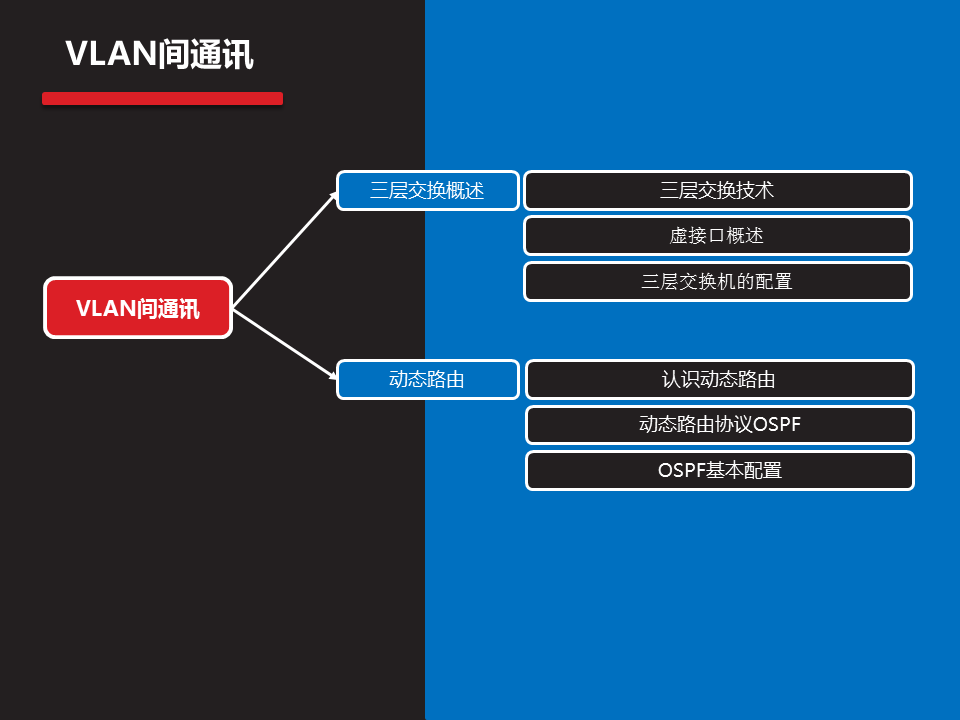 VLAN间通讯
三层交换概述
三层交换技术
虚接口概述
三层交换机的配置
VLAN间通讯
动态路由
认识动态路由
动态路由协议OSPF
OSPF基本配置